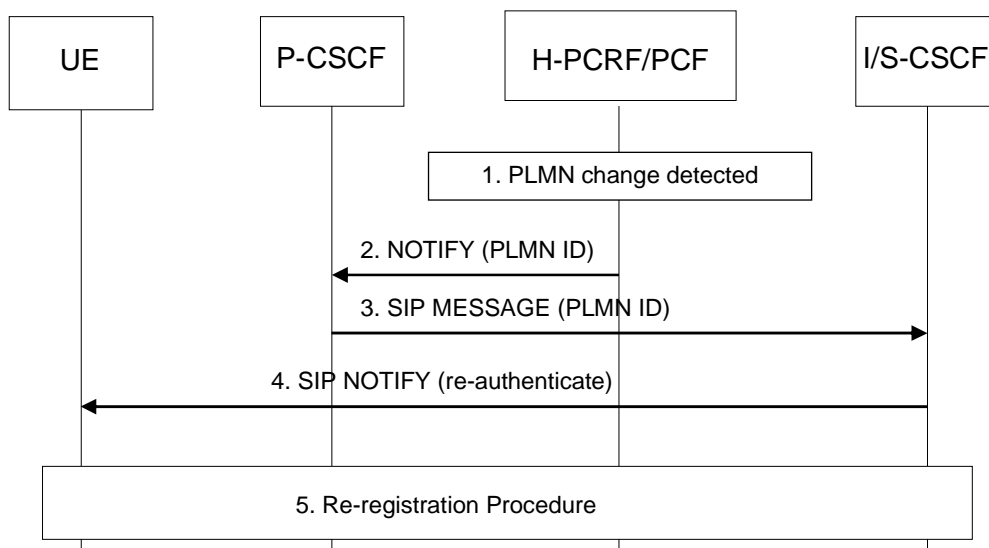 UE
P-CSCF
H-PCRF/PCF
I/S-CSCF
1. PLMN change detected
2. NOTIFY (PLMN ID)
3. SIP MESSAGE (PLMN ID)
4. SIP NOTIFY (re-authenticate)
5. Re-registration Procedure